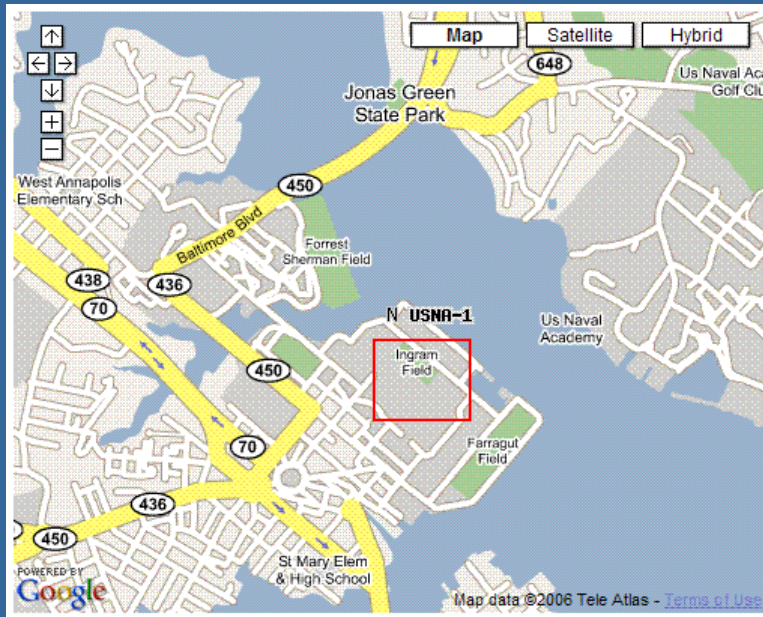 Map Satellite Hybrid
648
Us Naval Aca
Golf Clu
Jonas Green
State Park
West Annapolis
Elementary Sch
450
Baltimore Blvd
Forrest
Sherman Field
438
436
70
N USNA-1
Us Naval
Academy
Ingram
Field
450
70
Farragut
Field
436
450
St Mary Elem
& High School
POWERED BY
Google
Map data ©2006 Tele Atlas - Terms of Use